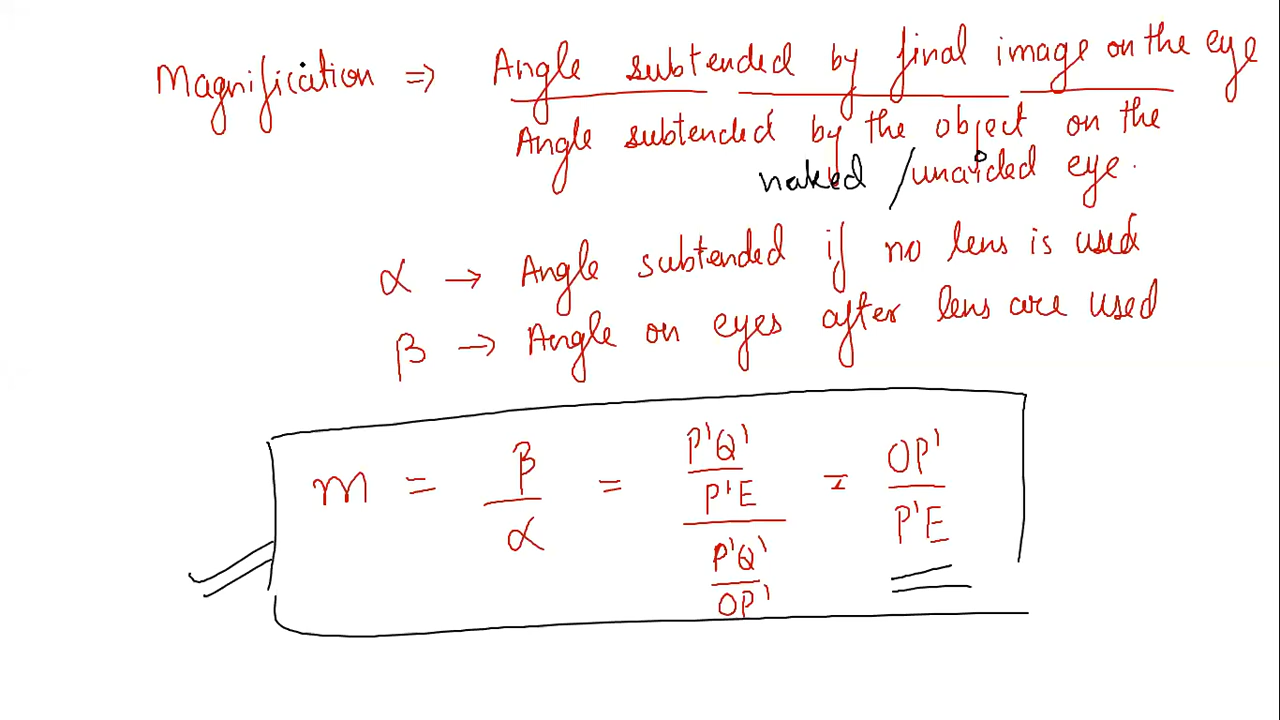 Magnification => Angle subtended by final image on the eye
Angle subtended by the object on the
naked / unaided eye.
α → Angle subtended if no lens is used
β → Angle on eyes after lens are used
m = β/α = (P'Q'/P'E)/(P'Q'/OP') = OP'/P'E